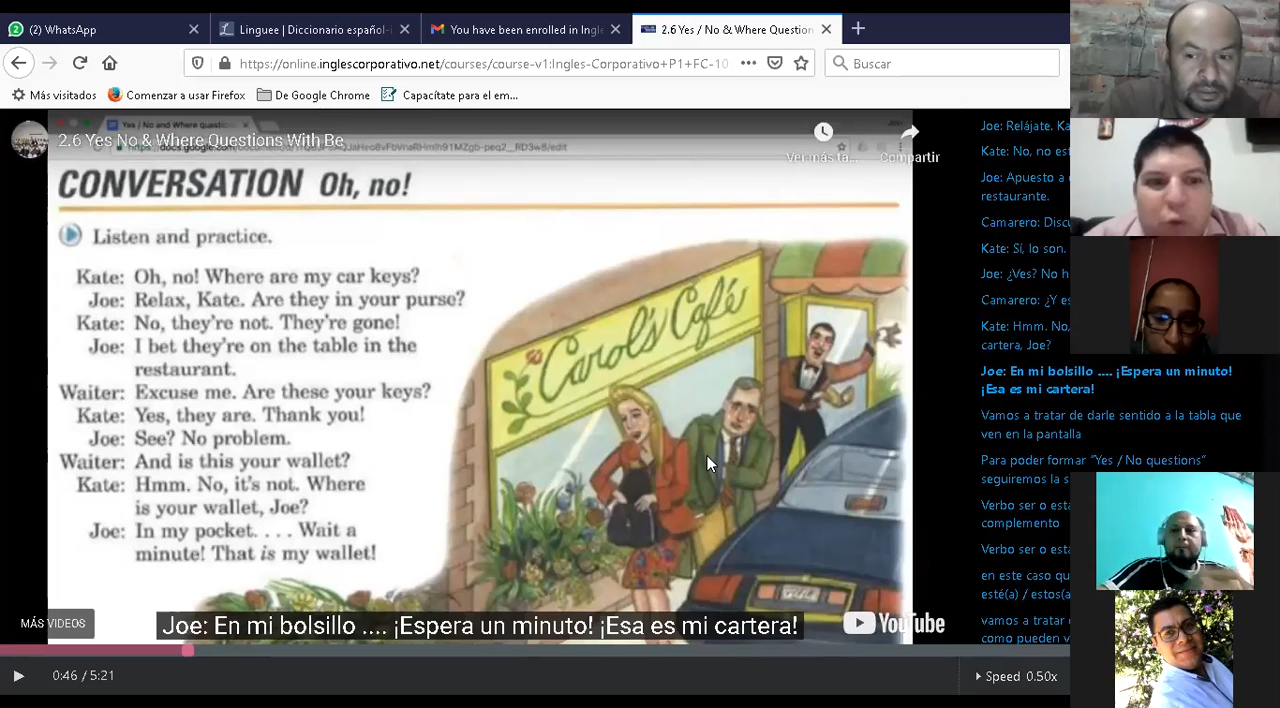 (2) WhatsApp
Linguee | Diccionario español-
You have been enrolled in Ingle
2.6 Yes / No & Where Question
https://online.inglescorporativo.net/courses/course-v1:Ingles-Corporativo+P1+FC-10
Buscar
Más visitados
Comenzar a usar Firefox
De Google Chrome
Capacítate para el em...
Yes / No and Where questions
2.6 Yes No & Where Questions With Be
Ver más ta...
Compartir
CONVERSATION Oh, no!
Listen and practice.
Kate: Oh, no! Where are my car keys?
Joe: Relax, Kate. Are they in your purse?
Kate: No, they're not. They're gone!
Joe: I bet they're on the table in the
restaurant.
Waiter: Excuse me. Are these your keys?
Kate: Yes, they are. Thank you!
Joe: See? No problem.
Waiter: And is this your wallet?
Kate: Hmm. No, it's not. Where
is your wallet, Joe?
Joe: In my pocket. . . . Wait a
minute! That is my wallet!
Carol's Café
MÁS VIDEOS
Joe: En mi bolsillo .... ¡Espera un minuto! ¡Esa es mi cartera!
YouTube
0:46 / 5:21
Speed 0.50x
Joe: Relájate. Ka
Kate: No, no est
Joe: Apuesto a
restaurante.
Camarero: Discu
Kate: Sí, lo son.
Joe: ¿Ves? No h
Camarero: ¿Y es
Kate: Hmm. No,
cartera, Joe?
Joe: En mi bolsillo .... ¡Espera un minuto!
¡Esa es mi cartera!
Vamos a tratar de darle sentido a la tabla que
ven en la pantalla
Para poder formar "Yes / No questions"
seguiremos la s
Verbo ser o esta
complemento
Verbo ser o esta
en este caso qu
esté(a) / estos(a
vamos a tratar
como pueden v